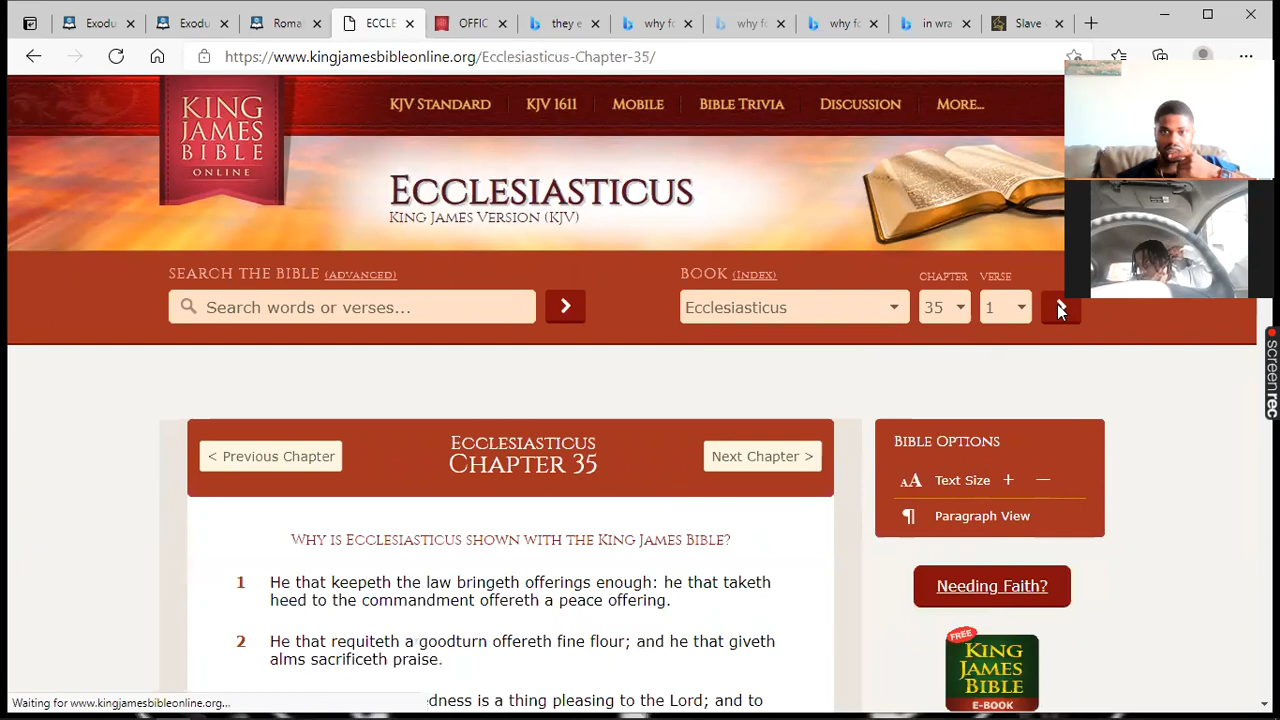 Exodu
Exodu
Roma
ECCLE
OFFIC
they e
why fo
why fo
why fo
in wra
Slave
https://www.kingjamesbibleonline.org/Ecclesiasticus-Chapter-35/
KING
JAMES
BIBLE
ONLINE
KJV STANDARD
KJV 1611
MOBILE
BIBLE TRIVIA
DISCUSSION
MORE...
ECCLESIASTICUS
KING JAMES VERSION (KJV)
SEARCH THE BIBLE (ADVANCED)
Search words or verses...
BOOK (INDEX)
CHAPTER
VERSE
Ecclesiasticus
35
1
< Previous Chapter
ECCLESIASTICUS
CHAPTER 35
Next Chapter >
WHY IS ECCLESIASTICUS SHOWN WITH THE KING JAMES BIBLE?
1 He that keepeth the law bringeth offerings enough: he that taketh
heed to the commandment offereth a peace offering.
2 He that requiteth a goodturn offereth fine flour; and he that giveth
alms sacrificeth praise.
edness is a thing pleasing to the Lord; and to
BIBLE OPTIONS
AA Text Size + —
¶ Paragraph View
Needing Faith?
FREE
KING
JAMES
BIBLE
E-BOOK
Waiting for www.kingjamesbibleonline.org...
screenrec